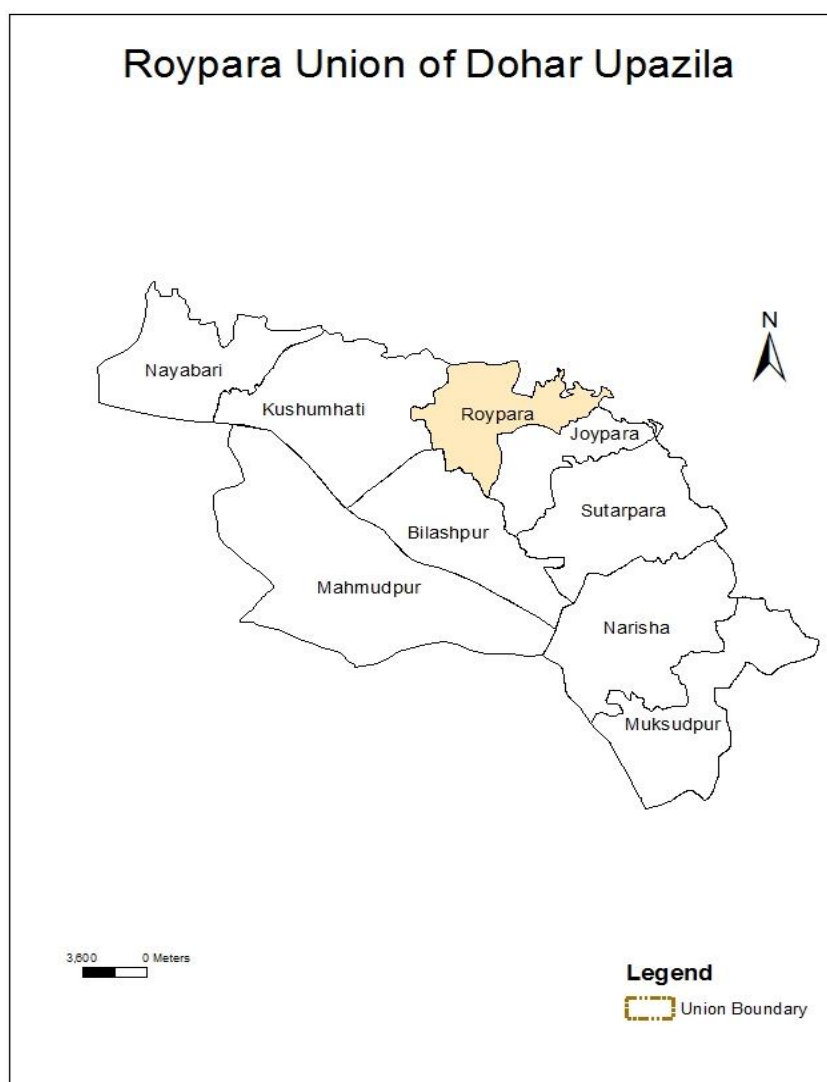 Roypara Union of Dohar Upazila
N
Nayabari
Kushumhati
Roypara
Joypara
Sutarpara
Bilashpur
Mahmudpur
Narisha
Muksudpur
3,600 0 Meters
Legend
Union Boundary